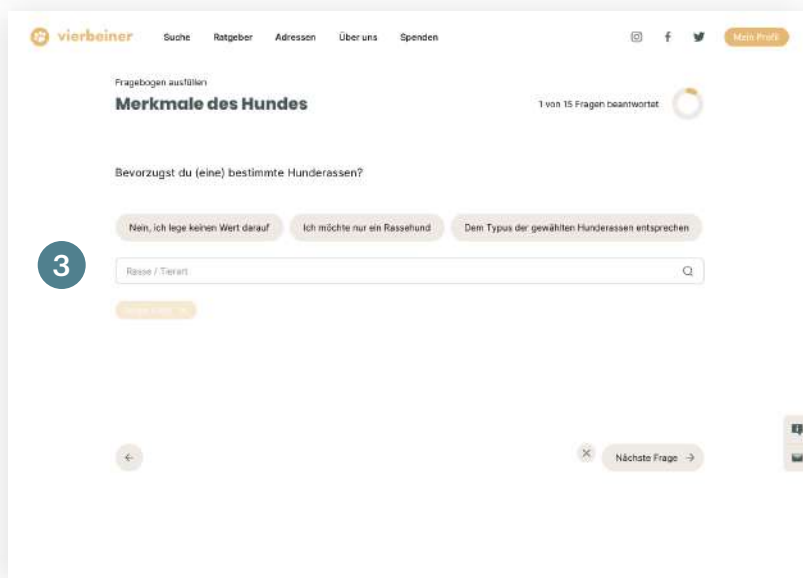 vierbeiner Suche Ratgeber Adressen Über uns Spenden Mein Profil
Fragebogen ausfüllen
Merkmale des Hundes
1 von 15 Fragen beantwortet
Bevorzugst du (eine) bestimmte Hunderassen?
Nein, ich lege keinen Wert darauf Ich möchte nur ein Rassehund Dem Typus der gewählten Hunderassen entsprechen
3
Rasse / Tierart
Nächste Frage